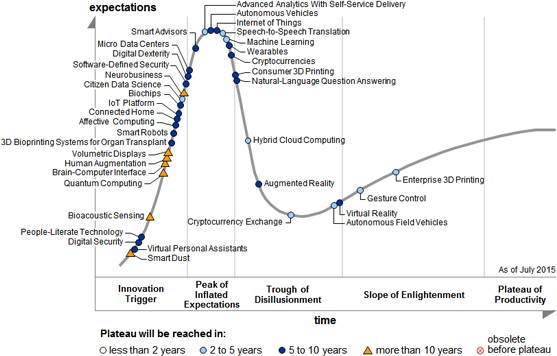 expectations
Advanced Analytics With Self-Service Delivery
Autonomous Vehicles
Internet of Things
Smart Advisors
Speech-to-Speech Translation
Micro Data Centers
Machine Learning
Digital Dexterity
Wearables
Software-Defined Security
Cryptocurrencies
Neurobusiness
Consumer 3D Printing
Citizen Data Science
Natural-Language Question Answering
Biochips
IoT Platform
Connected Home
Affective Computing
Smart Robots
3D Bioprinting Systems for Organ Transplant
Hybrid Cloud Computing
Volumetric Displays
Human Augmentation
Brain-Computer Interface
Quantum Computing
Augmented Reality
Enterprise 3D Printing
Gesture Control
Bioacoustic Sensing
Cryptocurrency Exchange
Virtual Reality
Autonomous Field Vehicles
People-Literate Technology
Digital Security
Virtual Personal Assistants
Smart Dust
As of July 2015
Innovation
Trigger
Peak of
Inflated
Expectations
Trough of
Disillusionment
Slope of Enlightenment
Plateau of
Productivity
time
Plateau will be reached in:
less than 2 years
2 to 5 years
5 to 10 years
more than 10 years
obsolete
before plateau